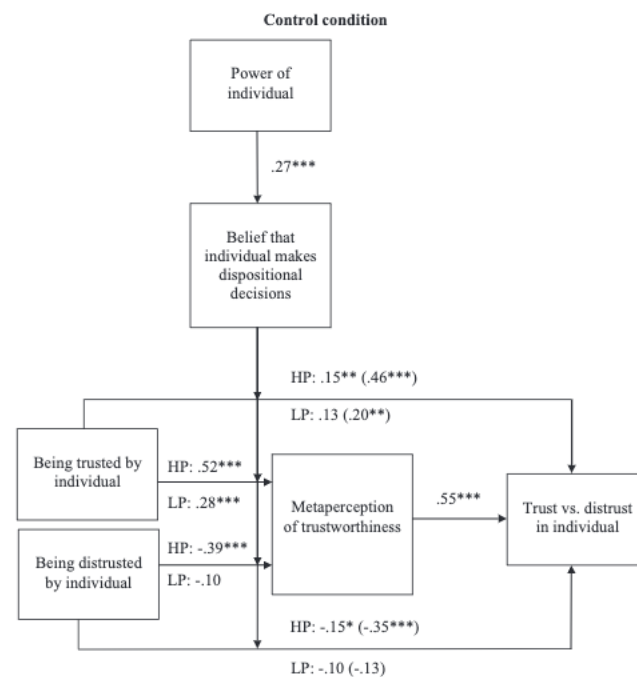 Control condition
Power of
individual
.27***
Belief that
individual makes
dispositional
decisions
HP: .15** (.46***)
LP: .13 (.20**)
Being trusted by
individual
HP: .52***
LP: .28***
Metaperception
of trustworthiness
.55***
Trust vs. distrust
in individual
Being distrusted
by individual
HP: -.39***
LP: -.10
HP: -.15* (-.35***)
LP: -.10 (-.13)